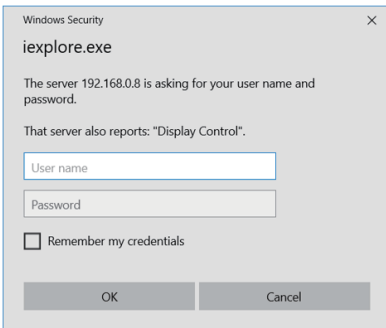 Windows Security
iexplore.exe
The server 192.168.0.8 is asking for your user name and
password.
That server also reports: "Display Control".
User name
Password
Remember my credentials
OK Cancel